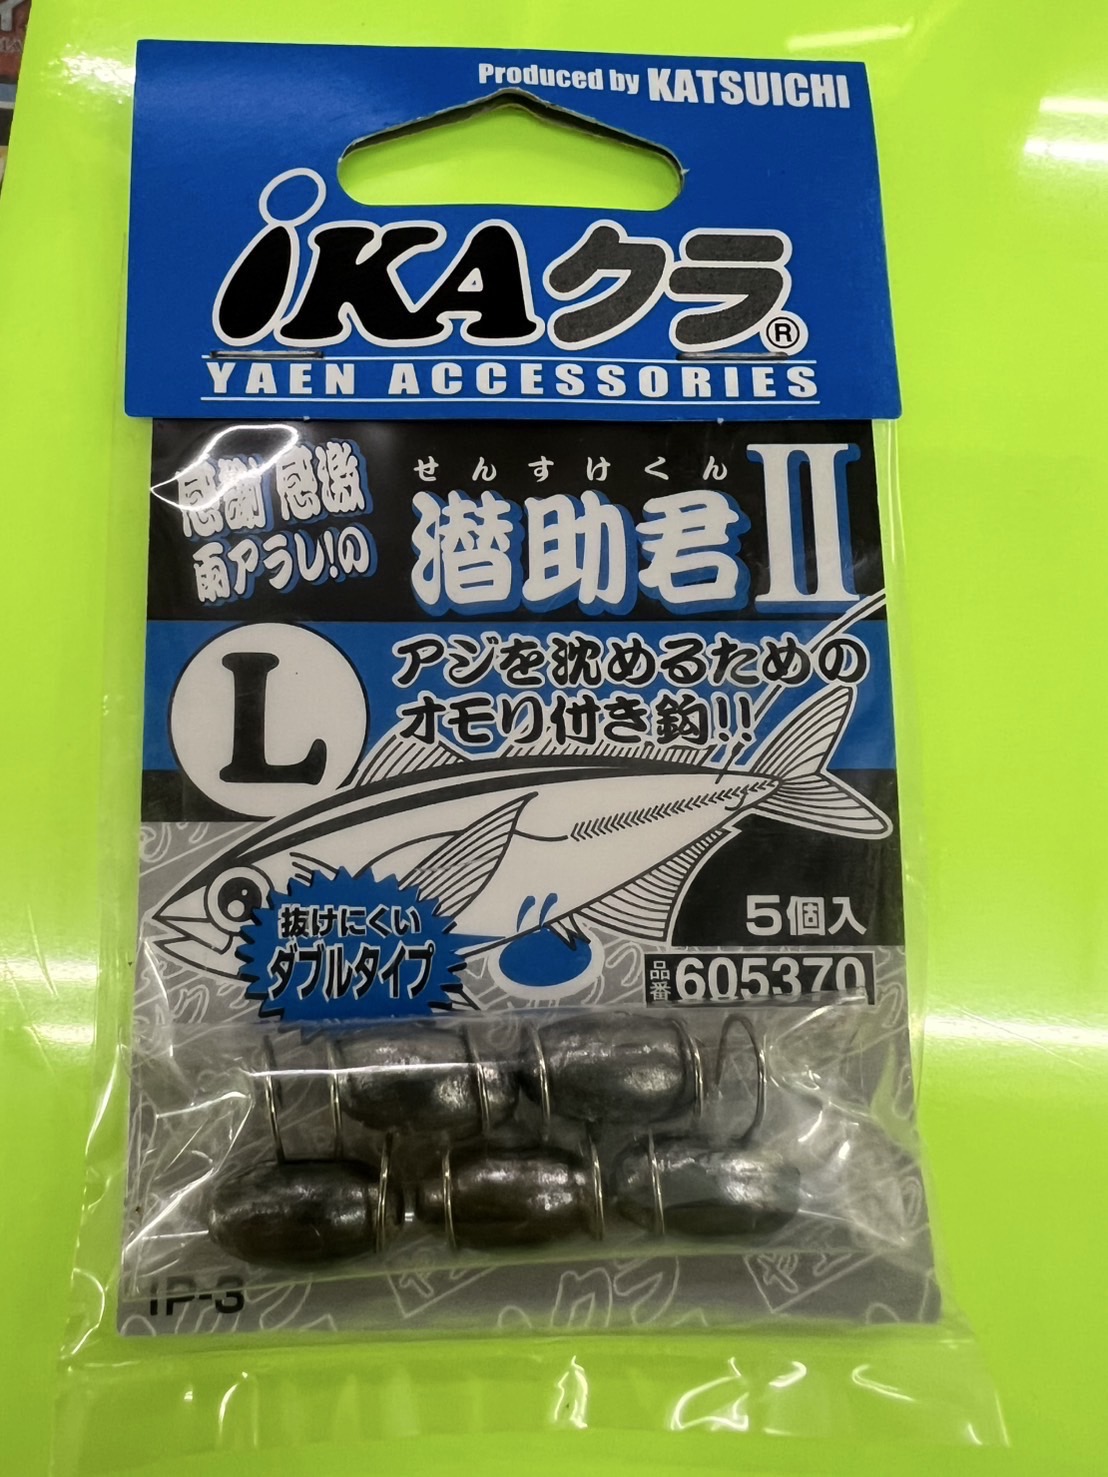 Produced by KATSUICHI
iKAクラ®
YAEN ACCESSORIES
感謝感激
雨アラレ!の
せんすけくん
潜助君Ⅱ
L
アジを沈めるための
オモリ付き鈎!!
抜けにくい
ダブルタイプ
5個入
品番 605370
IP-3